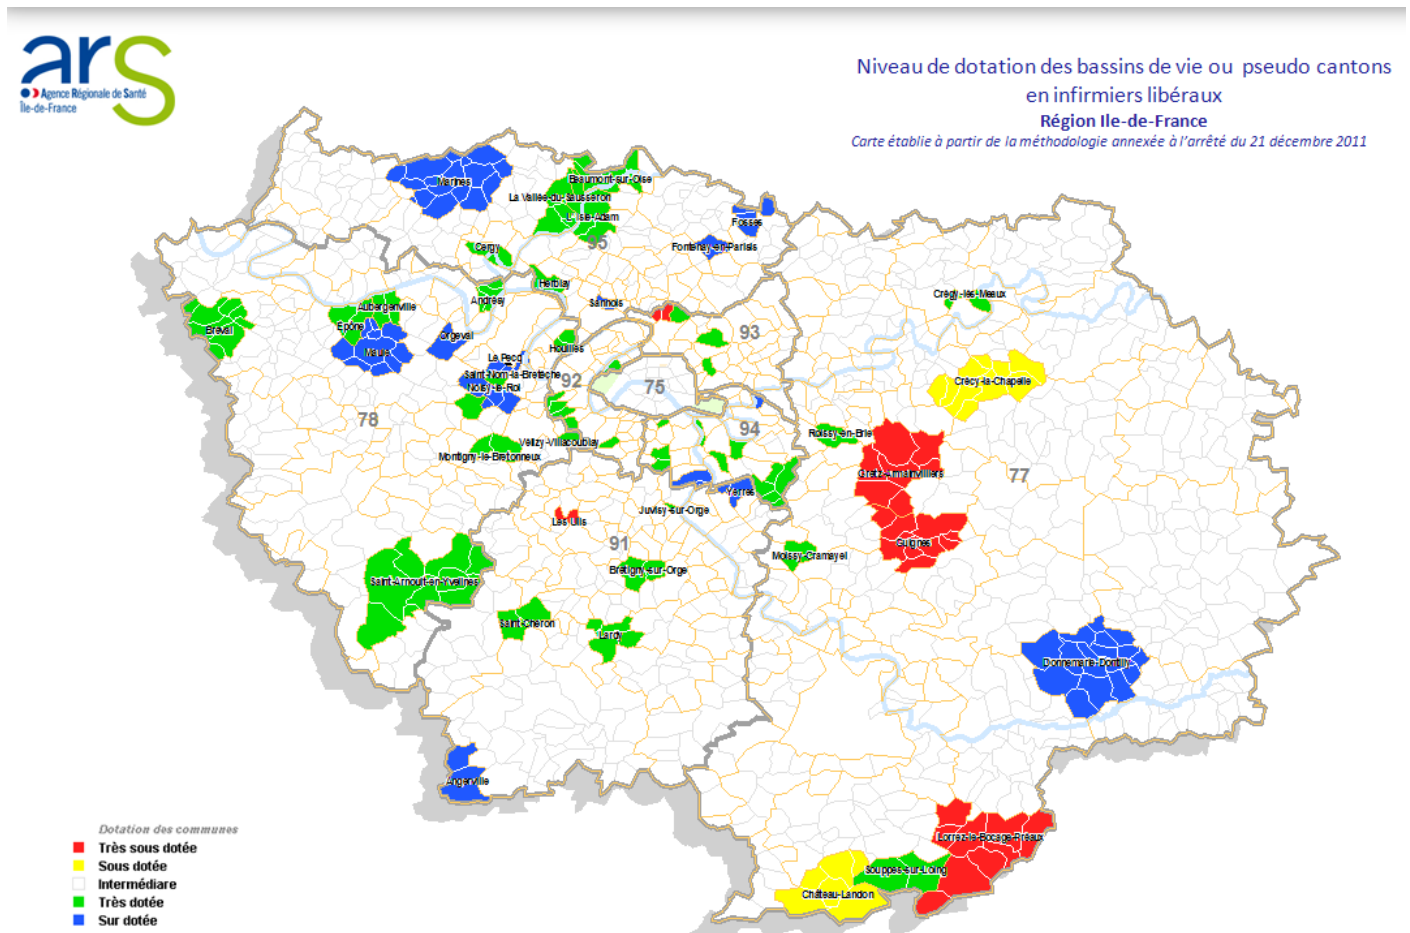 ars
Agence Régionale de Santé
Île-de-France
Niveau de dotation des bassins de vie ou pseudo cantons
en infirmiers libéraux
Région Ile-de-France
Carte établie à partir de la méthodologie annexée à l'arrêté du 21 décembre 2011
Marines
Beaumont-sur-Oise
La Vallée-du-Sausseron
L'Isle-Adam
95
Fosses
Fontenay-en-Parisis
Cergy
Herblay
Andrésy
Sannois
Crégy-lès-Meaux
Aubergenville
Epône
Bréval
Maule
Orgeval
Houilles
93
Le Pecq
Saint-Nom-la-Bretèche
Noisy-le-Roi
92
75
Crécy-la-Chapelle
78
94
Roissy-en-Brie
Vélizy-Villacoublay
Montigny-le-Bretonneux
Gretz-Armainvilliers
77
Yerres
Juvisy-sur-Orge
Les Ulis
91
Guignes
Moissy-Cramayel
Brétigny-sur-Orge
Saint-Arnoult-en-Yvelines
Saint-Chéron
Lardy
Donnemarie-Dontilly
Angerville
Lorrez-le-Bocage-Préaux
Souppes-sur-Loing
Château-Landon
Dotation des communes
Très sous dotée
Sous dotée
Intermédiare
Très dotée
Sur dotée